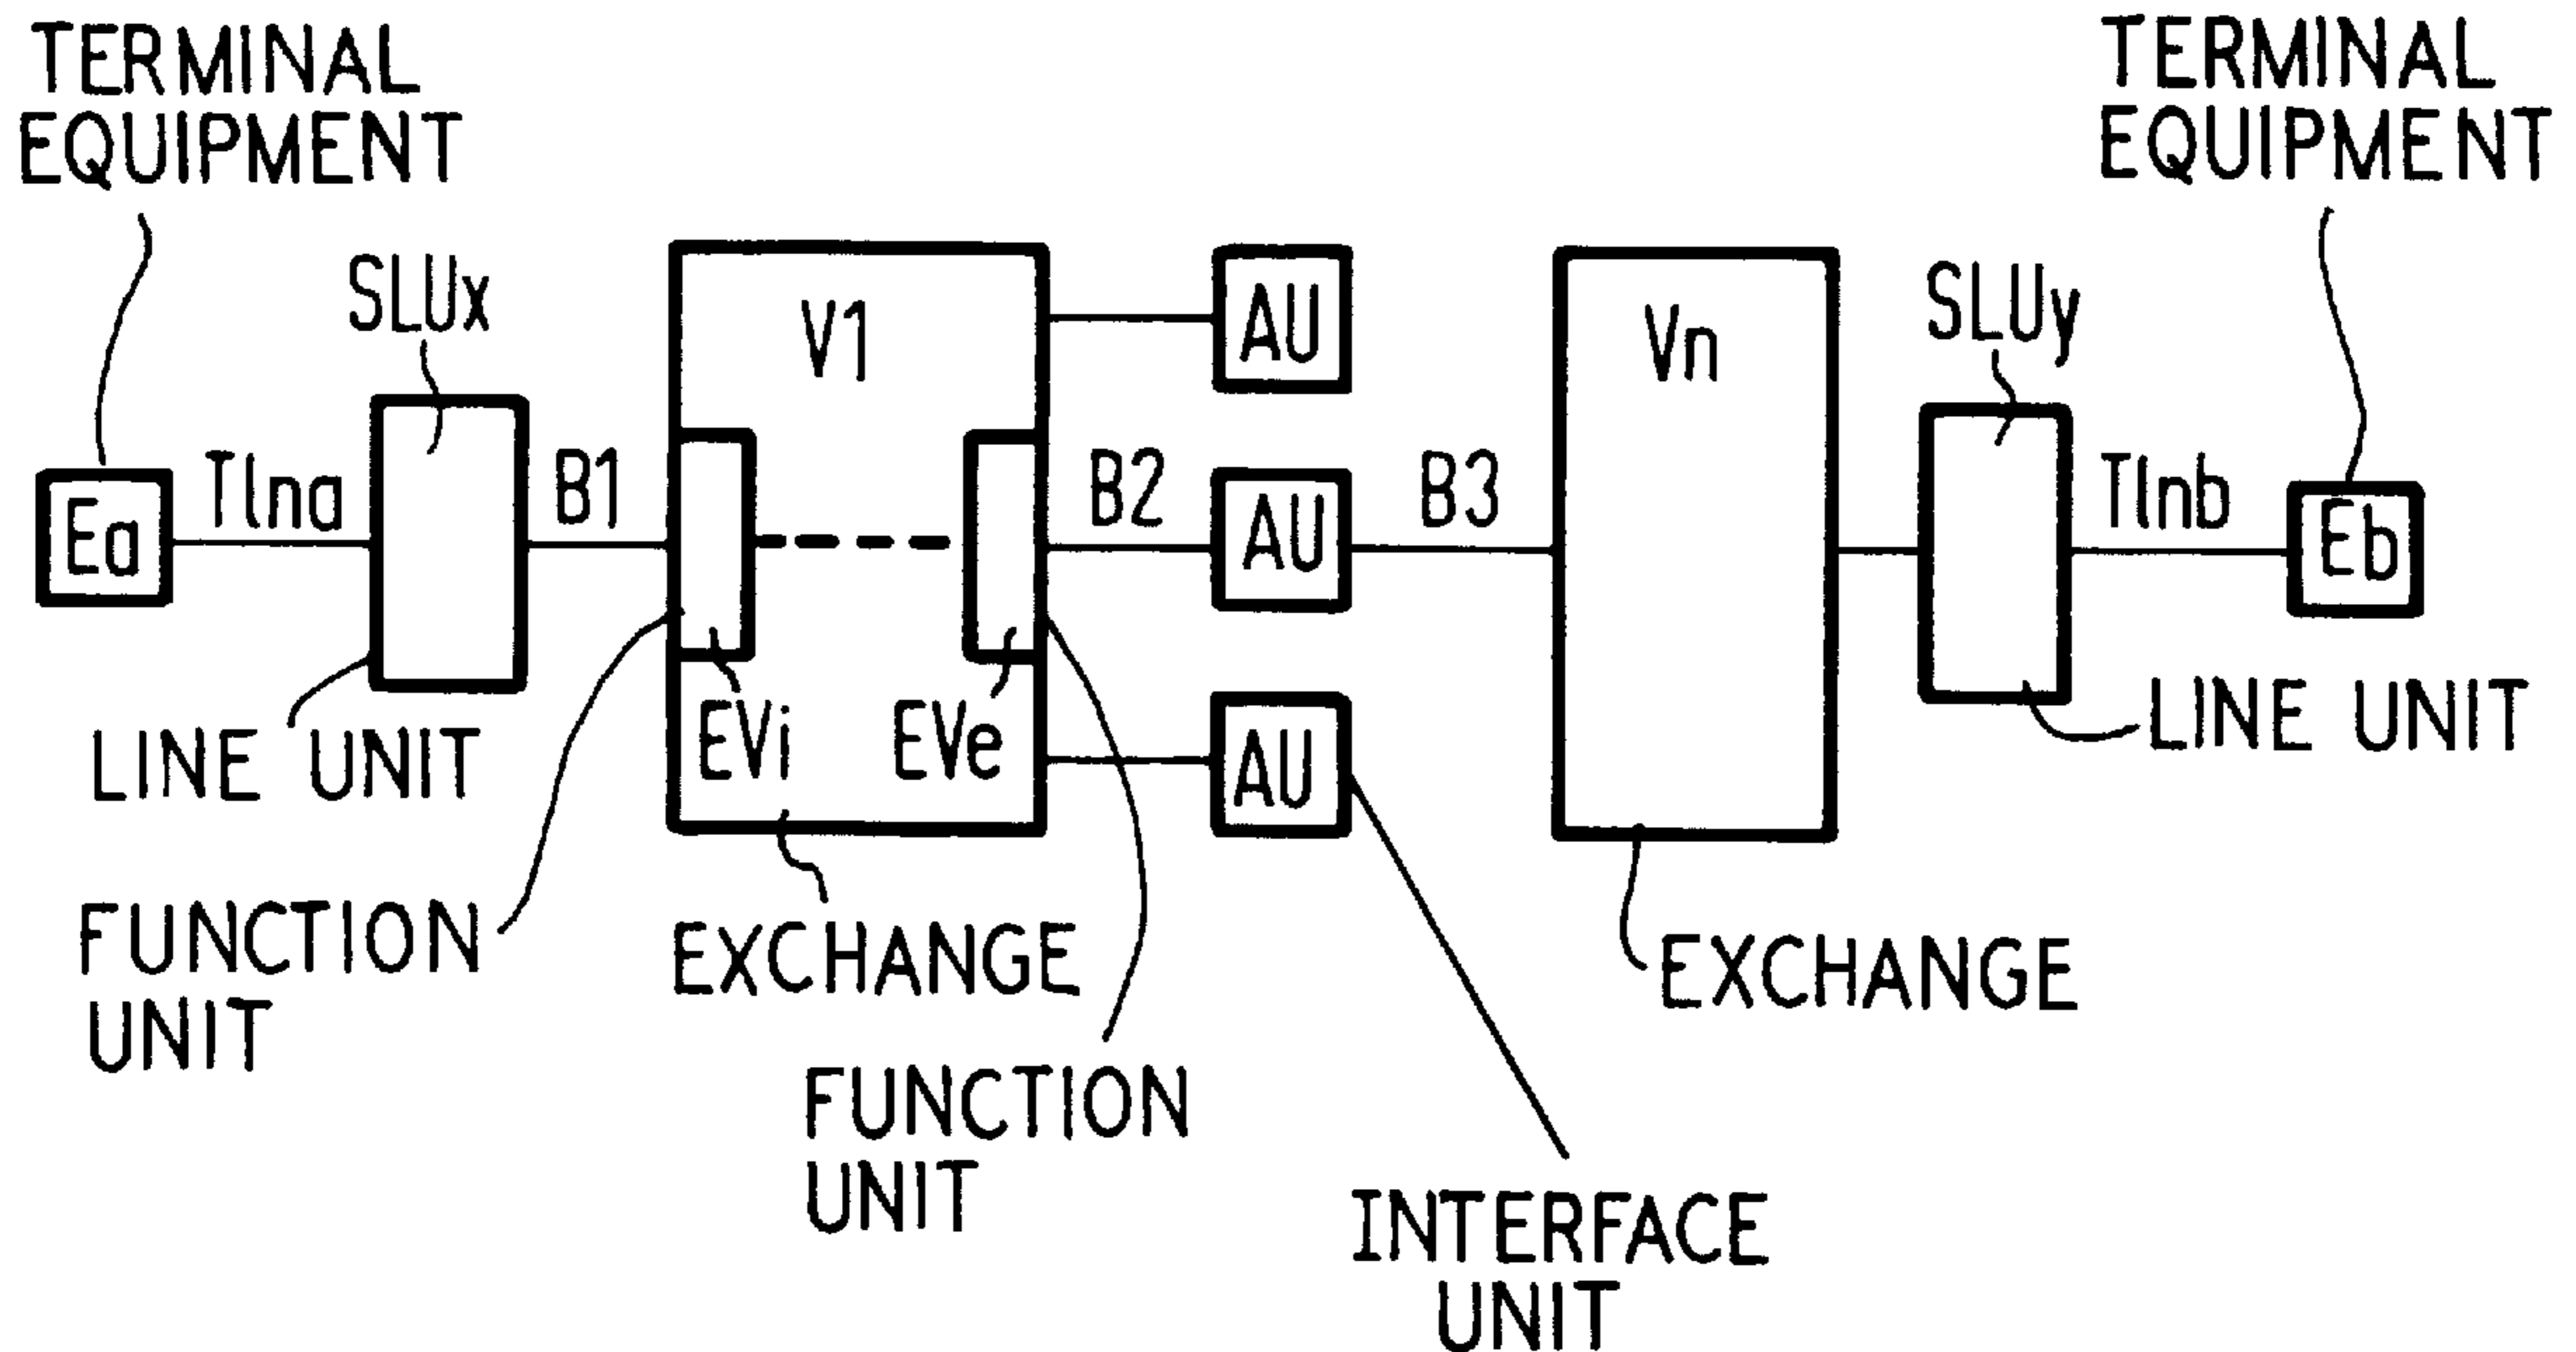 TERMINAL
EQUIPMENT
TERMINAL
EQUIPMENT
SLUx
V1
AU
Vn
SLUy
Ea
Tlna
B1
B2
AU
B3
Tlnb
Eb
EVi
EVe
AU
LINE UNIT
LINE UNIT
FUNCTION
UNIT
EXCHANGE
EXCHANGE
FUNCTION
UNIT
INTERFACE
UNIT